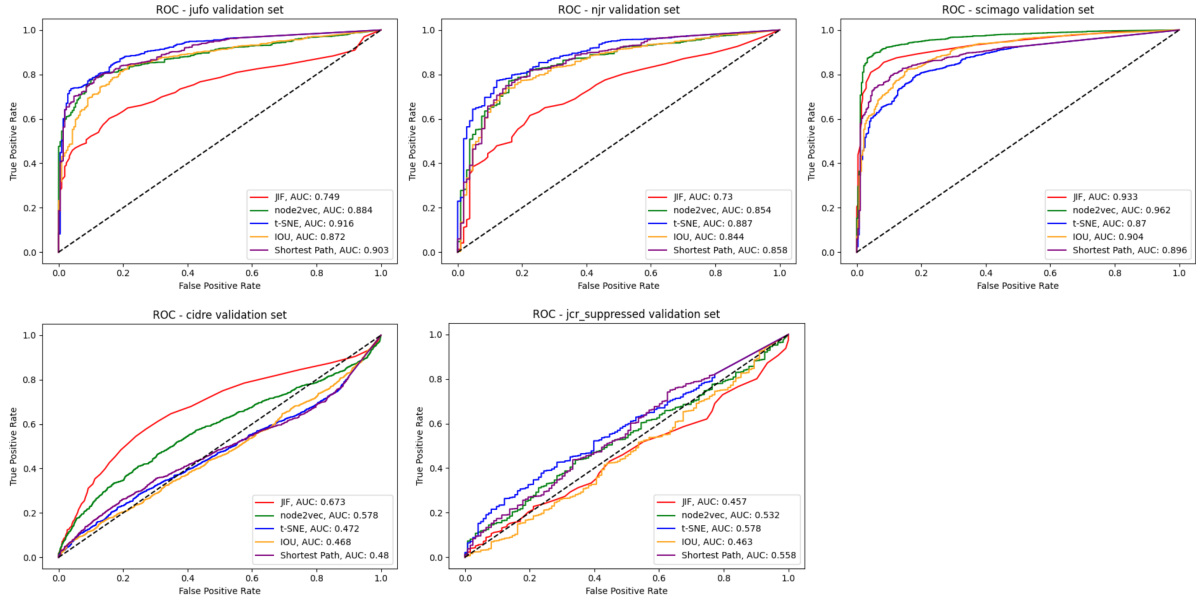 ROC - jufo validation set
True Positive Rate
1.0
0.8
0.6
0.4
0.2
0.0
JIF, AUC: 0.749
node2vec, AUC: 0.884
t-SNE, AUC: 0.916
IOU, AUC: 0.872
Shortest Path, AUC: 0.903
0.0 0.2 0.4 0.6 0.8 1.0
False Positive Rate
ROC - njr validation set
True Positive Rate
1.0
0.8
0.6
0.4
0.2
0.0
JIF, AUC: 0.73
node2vec, AUC: 0.854
t-SNE, AUC: 0.887
IOU, AUC: 0.844
Shortest Path, AUC: 0.858
0.0 0.2 0.4 0.6 0.8 1.0
False Positive Rate
ROC - scimago validation set
True Positive Rate
1.0
0.8
0.6
0.4
0.2
0.0
JIF, AUC: 0.933
node2vec, AUC: 0.962
t-SNE, AUC: 0.87
IOU, AUC: 0.904
Shortest Path, AUC: 0.896
0.0 0.2 0.4 0.6 0.8 1.0
False Positive Rate
ROC - cidre validation set
True Positive Rate
1.0
0.8
0.6
0.4
0.2
0.0
JIF, AUC: 0.673
node2vec, AUC: 0.578
t-SNE, AUC: 0.472
IOU, AUC: 0.468
Shortest Path, AUC: 0.48
0.0 0.2 0.4 0.6 0.8 1.0
False Positive Rate
ROC - jcr_suppressed validation set
True Positive Rate
1.0
0.8
0.6
0.4
0.2
0.0
JIF, AUC: 0.457
node2vec, AUC: 0.532
t-SNE, AUC: 0.578
IOU, AUC: 0.463
Shortest Path, AUC: 0.558
0.0 0.2 0.4 0.6 0.8 1.0
False Positive Rate